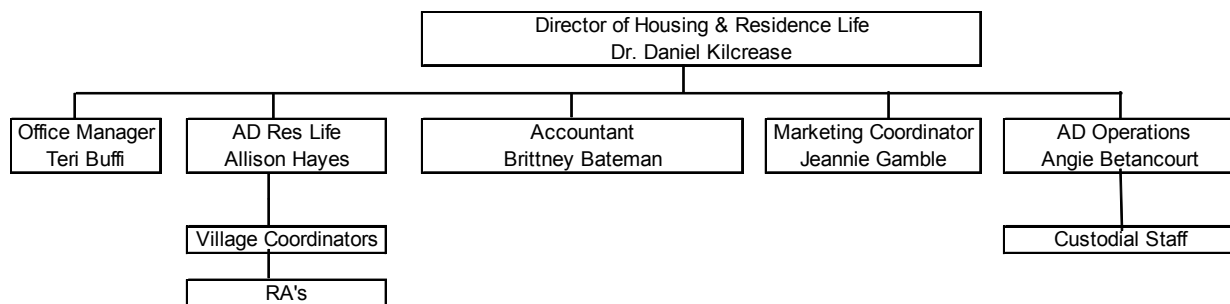 Director of Housing & Residence Life
Dr. Daniel Kilcrease
Office Manager
Teri Buffi
AD Res Life
Allison Hayes
Accountant
Brittney Bateman
Marketing Coordinator
Jeannie Gamble
AD Operations
Angie Betancourt
Village Coordinators
Custodial Staff
RA's